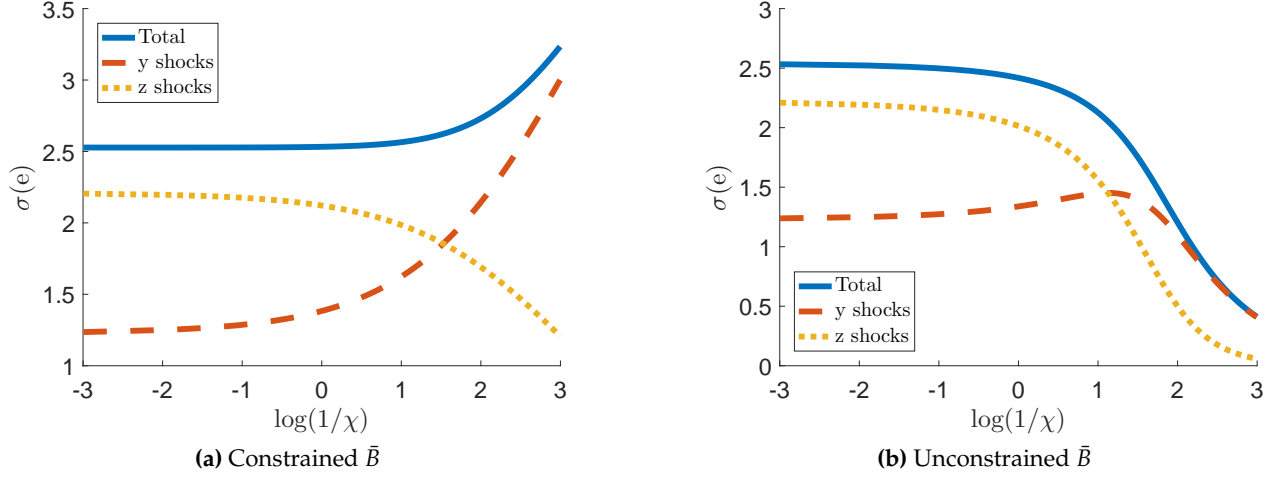 3.5
3
2.5
2
1.5
1
σ(e)
Total
y shocks
z shocks
-3 -2 -1 0 1 2 3
log(1/χ)
(a) Constrained B̄
2.5
2
1.5
1
0.5
0
σ(e)
Total
y shocks
z shocks
-3 -2 -1 0 1 2 3
log(1/χ)
(b) Unconstrained B̄